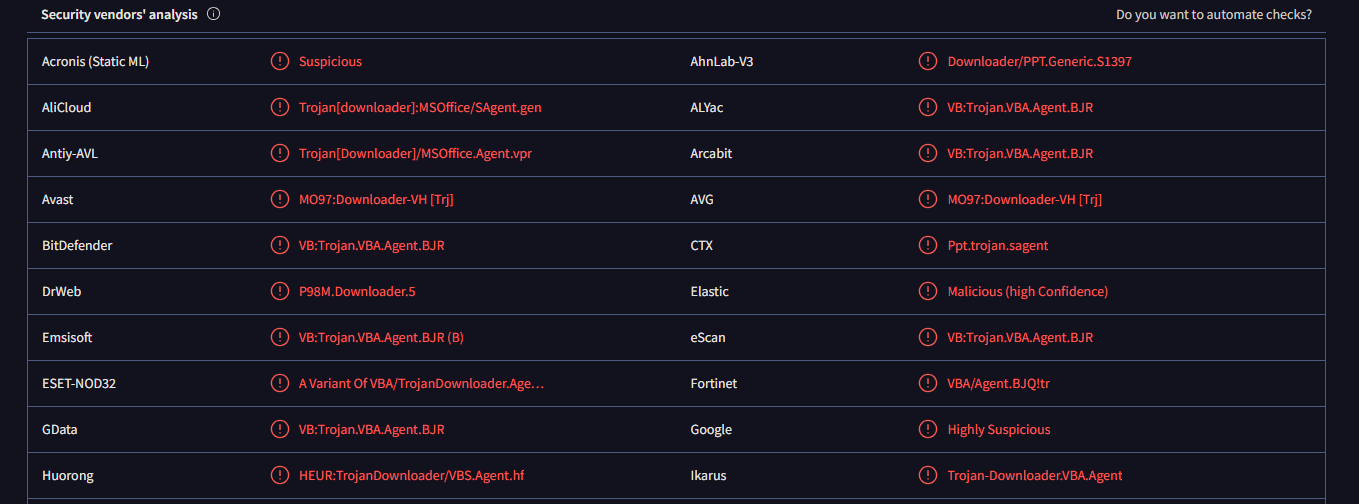 Security vendors' analysis Do you want to automate checks?
Acronis (Static ML) Suspicious AhnLab-V3 Downloader/PPT.Generic.S1397
AliCloud Trojan[downloader]:MSOffice/SAgent.gen ALYac VB:Trojan.VBA.Agent.BJR
Antiy-AVL Trojan[Downloader]/MSOffice.Agent.vpr Arcabit VB:Trojan.VBA.Agent.BJR
Avast MO97:Downloader-VH [Trj] AVG MO97:Downloader-VH [Trj]
BitDefender VB:Trojan.VBA.Agent.BJR CTX Ppt.trojan.sagent
DrWeb P98M.Downloader.5 Elastic Malicious (high Confidence)
Emsisoft VB:Trojan.VBA.Agent.BJR (B) eScan VB:Trojan.VBA.Agent.BJR
ESET-NOD32 A Variant Of VBA/TrojanDownloader.Age… Fortinet VBA/Agent.BJQ!tr
GData VB:Trojan.VBA.Agent.BJR Google Highly Suspicious
Huorong HEUR:TrojanDownloader/VBS.Agent.hf Ikarus Trojan-Downloader.VBA.Agent